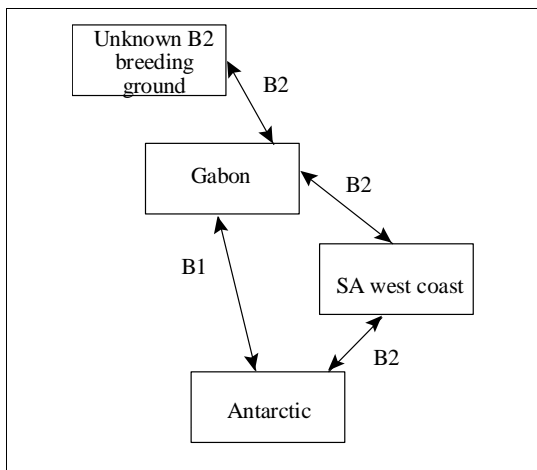 Unknown B2
breeding
ground
B2
Gabon
B2
B1
SA west coast
B2
Antarctic